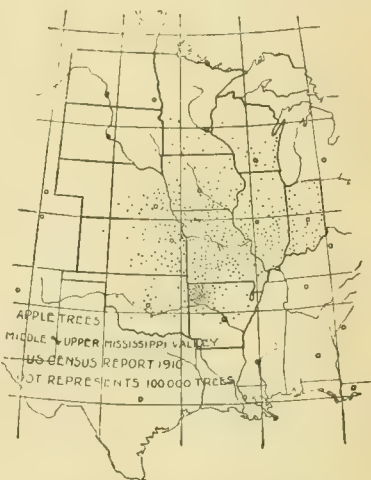 APPLE TREES
MIDDLE & UPPER MISSISSIPPI VALLEY
US CENSUS REPORT 1910
DOT REPRESENTS 100000 TREES